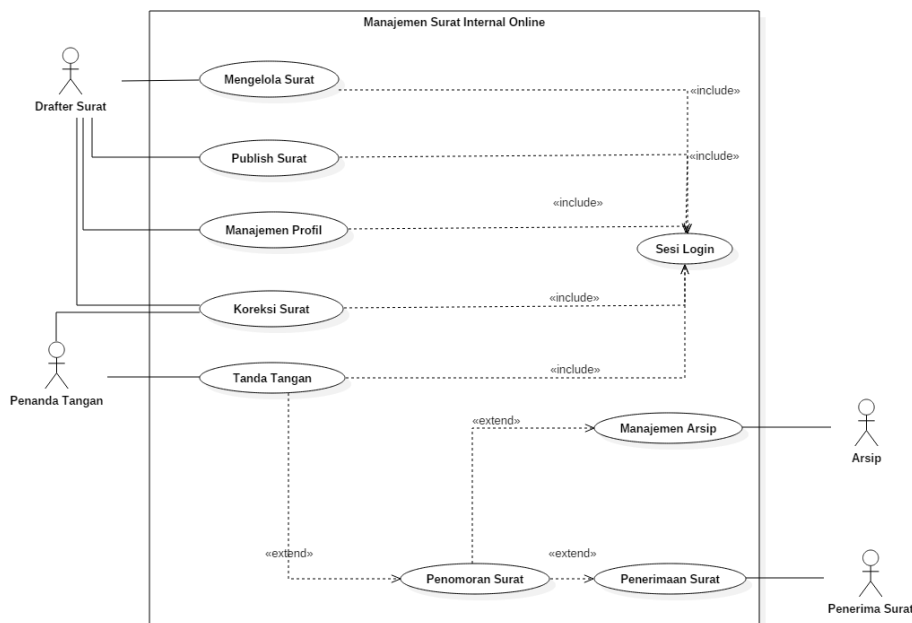 Manajemen Surat Internal Online
Drafter Surat
Mengelola Surat
«include»
Publish Surat
«include»
Manajemen Profil
«include»
Sesi Login
Koreksi Surat
«include»
Penanda Tangan
Tanda Tangan
«include»
«extend»
Manajemen Arsip
Arsip
«extend»
Penomoran Surat
«extend»
Penerimaan Surat
Penerima Surat